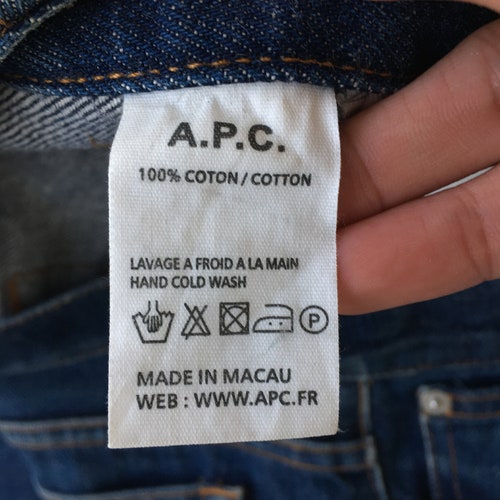 A.P.C.
100% COTON / COTTON
LAVAGE A FROID A LA MAIN
HAND COLD WASH
P
MADE IN MACAU
WEB : WWW.APC.FR